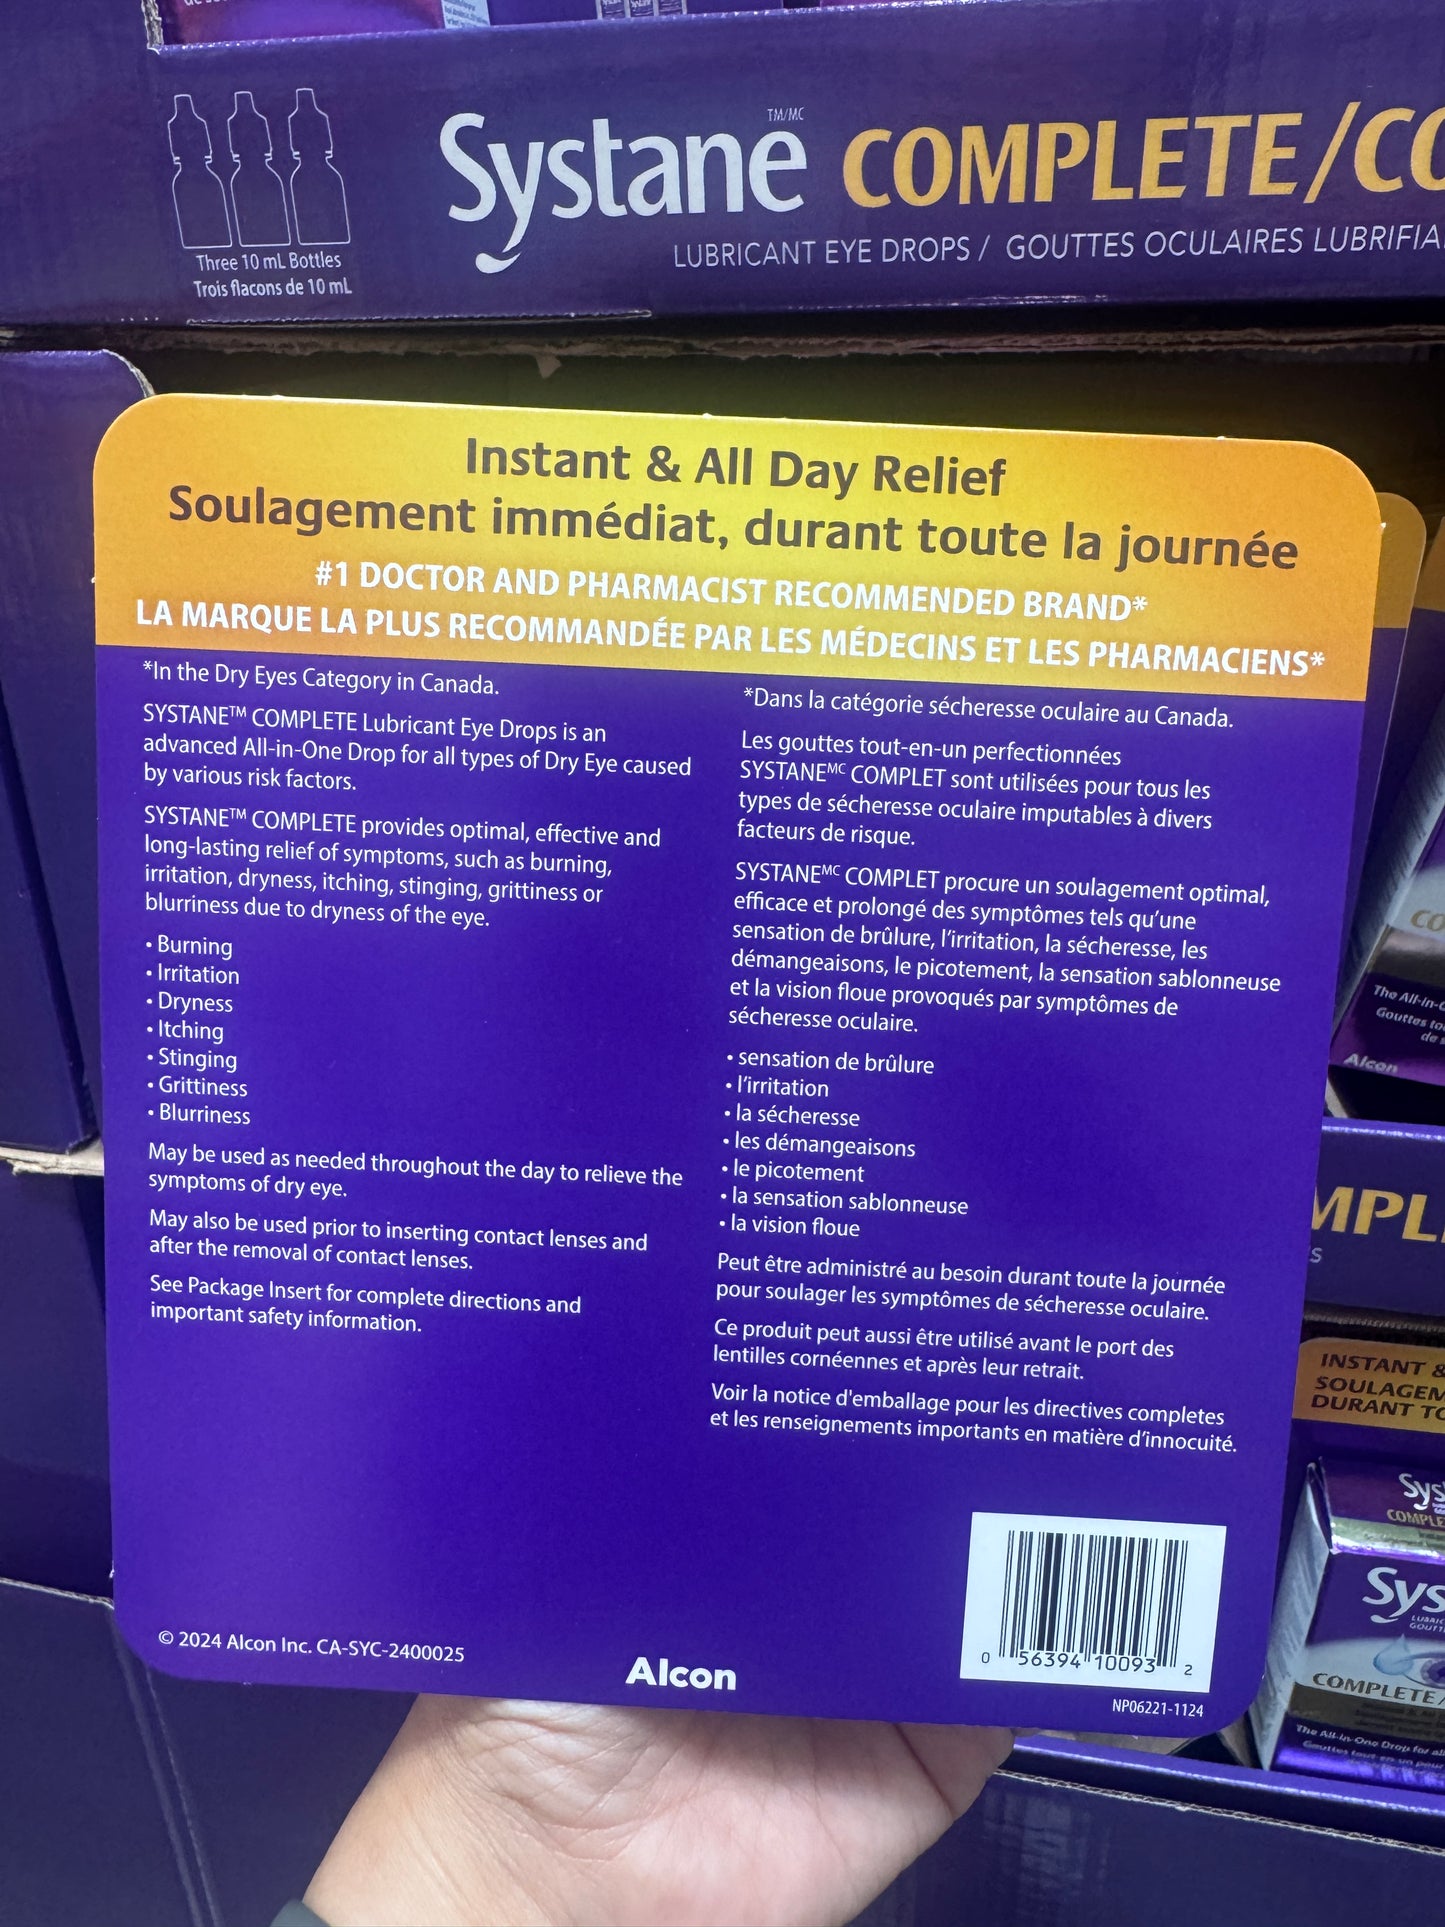 Three 10 mL Bottles
Trois flacons de 10 mL
Systane™/MC COMPLETE/CO
LUBRICANT EYE DROPS / GOUTTES OCULAIRES LUBRIFIA
Instant & All Day Relief
Soulagement immédiat, durant toute la journée
#1 DOCTOR AND PHARMACIST RECOMMENDED BRAND*
LA MARQUE LA PLUS RECOMMANDÉE PAR LES MÉDECINS ET LES PHARMACIENS*
*In the Dry Eyes Category in Canada.
SYSTANE™ COMPLETE Lubricant Eye Drops is an
advanced All-in-One Drop for all types of Dry Eye caused
by various risk factors.
SYSTANE™ COMPLETE provides optimal, effective and
long-lasting relief of symptoms, such as burning,
irritation, dryness, itching, stinging, grittiness or
blurriness due to dryness of the eye.
• Burning
• Irritation
• Dryness
• Itching
• Stinging
• Grittiness
• Blurriness
May be used as needed throughout the day to relieve the
symptoms of dry eye.
May also be used prior to inserting contact lenses and
after the removal of contact lenses.
See Package Insert for complete directions and
important safety information.
*Dans la catégorie sécheresse oculaire au Canada.
Les gouttes tout-en-un perfectionnées
SYSTANEMC COMPLET sont utilisées pour tous les
types de sécheresse oculaire imputables à divers
facteurs de risque.
SYSTANEMC COMPLET procure un soulagement optimal,
efficace et prolongé des symptômes tels qu'une
sensation de brûlure, l'irritation, la sécheresse, les
démangeaisons, le picotement, la sensation sablonneuse
et la vision floue provoqués par symptômes de
sécheresse oculaire.
• sensation de brûlure
• l'irritation
• la sécheresse
• les démangeaisons
• le picotement
• la sensation sablonneuse
• la vision floue
Peut être administré au besoin durant toute la journée
pour soulager les symptômes de sécheresse oculaire.
Ce produit peut aussi être utilisé avant le port des
lentilles cornéennes et après leur retrait.
Voir la notice d'emballage pour les directives completes
et les renseignements importants en matière d'innocuité.
© 2024 Alcon Inc. CA-SYC-2400025
Alcon
0 56394 10093 2
NP06221-1124
CO
The All-in-
Gouttes
Alcon
MPL
S
INSTANT &
SOULAGEM
DURANT TO
Sys
COMPLE
Sys
COMPLETE/
The All-in-One Drop for all